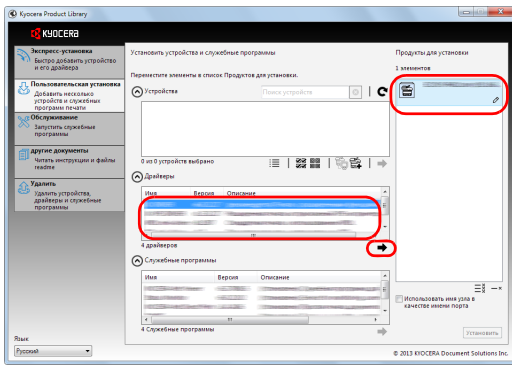 Kyocera Product Library
KYOCERA
Экспресс-установка
Быстро добавить устройство
и его драйвера
Пользовательская установка
Добавить несколько
устройств и служебных
программ печати
Обслуживание
Запустить служебные
программы
другие документы
Читать инструкции и файлы
readme
Удалить
Удалить устройства,
драйверы и служебные
программы
Язык
Русский
Установить устройства и служебные программы
Переместите элементы в список Продуктов для установки.
Устройства
Поиск устройств
0 из 0 устройств выбрано
Драйверы
Имя Версия Описание
4 драйверов
Служебные программы
Имя Версия Описание
4 Служебные программы
Продукты для установки
1 элементов
Использовать имя узла в
качестве имени порта
Установить
© 2013 KYOCERA Document Solutions Inc.